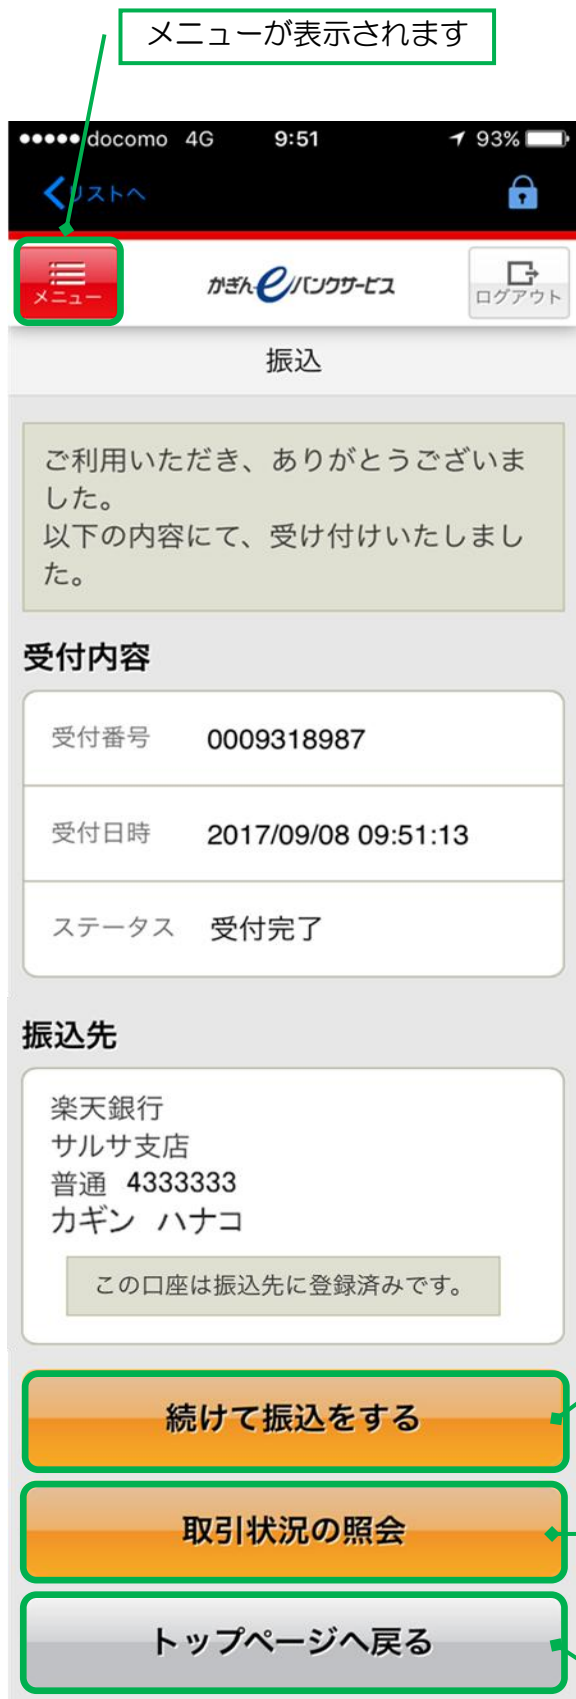 メニューが表示されます
docomo 4G 9:51 93%
リストへ
メニュー
かぎんeバンクサービス
ログアウト
振込
ご利用いただき、ありがとうございま
した。
以下の内容にて、受け付けいたしまし
た。
受付内容
受付番号 0009318987
受付日時 2017/09/08 09:51:13
ステータス 受付完了
振込先
楽天銀行
サルサ支店
普通 4333333
カギン ハナコ
この口座は振込先に登録済みです。
続けて振込をする
取引状況の照会
トップページへ戻る